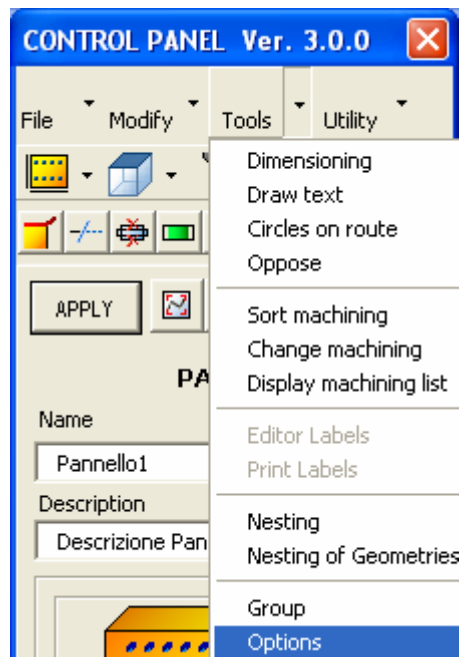 CONTROL PANEL Ver. 3.0.0
File Modify Tools Utility
Dimensioning
Draw text
Circles on route
Oppose
APPLY
Sort machining
Change machining
Display machining list
Name
Editor Labels
Pannello1
Print Labels
Description
Nesting
Descrizione Pan
Nesting of Geometries
Group
Options